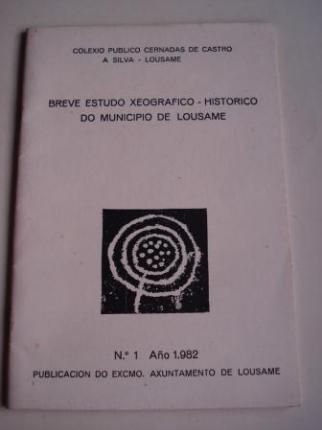 COLEXIO PUBLICO CERNADAS DE CASTRO
A SILVA - LOUSAME
BREVE ESTUDO XEOGRAFICO - HISTORICO
DO MUNICIPIO DE LOUSAME
N.º 1 Año 1.982
PUBLICACION DO EXCMO. AXUNTAMENTO DE LOUSAME